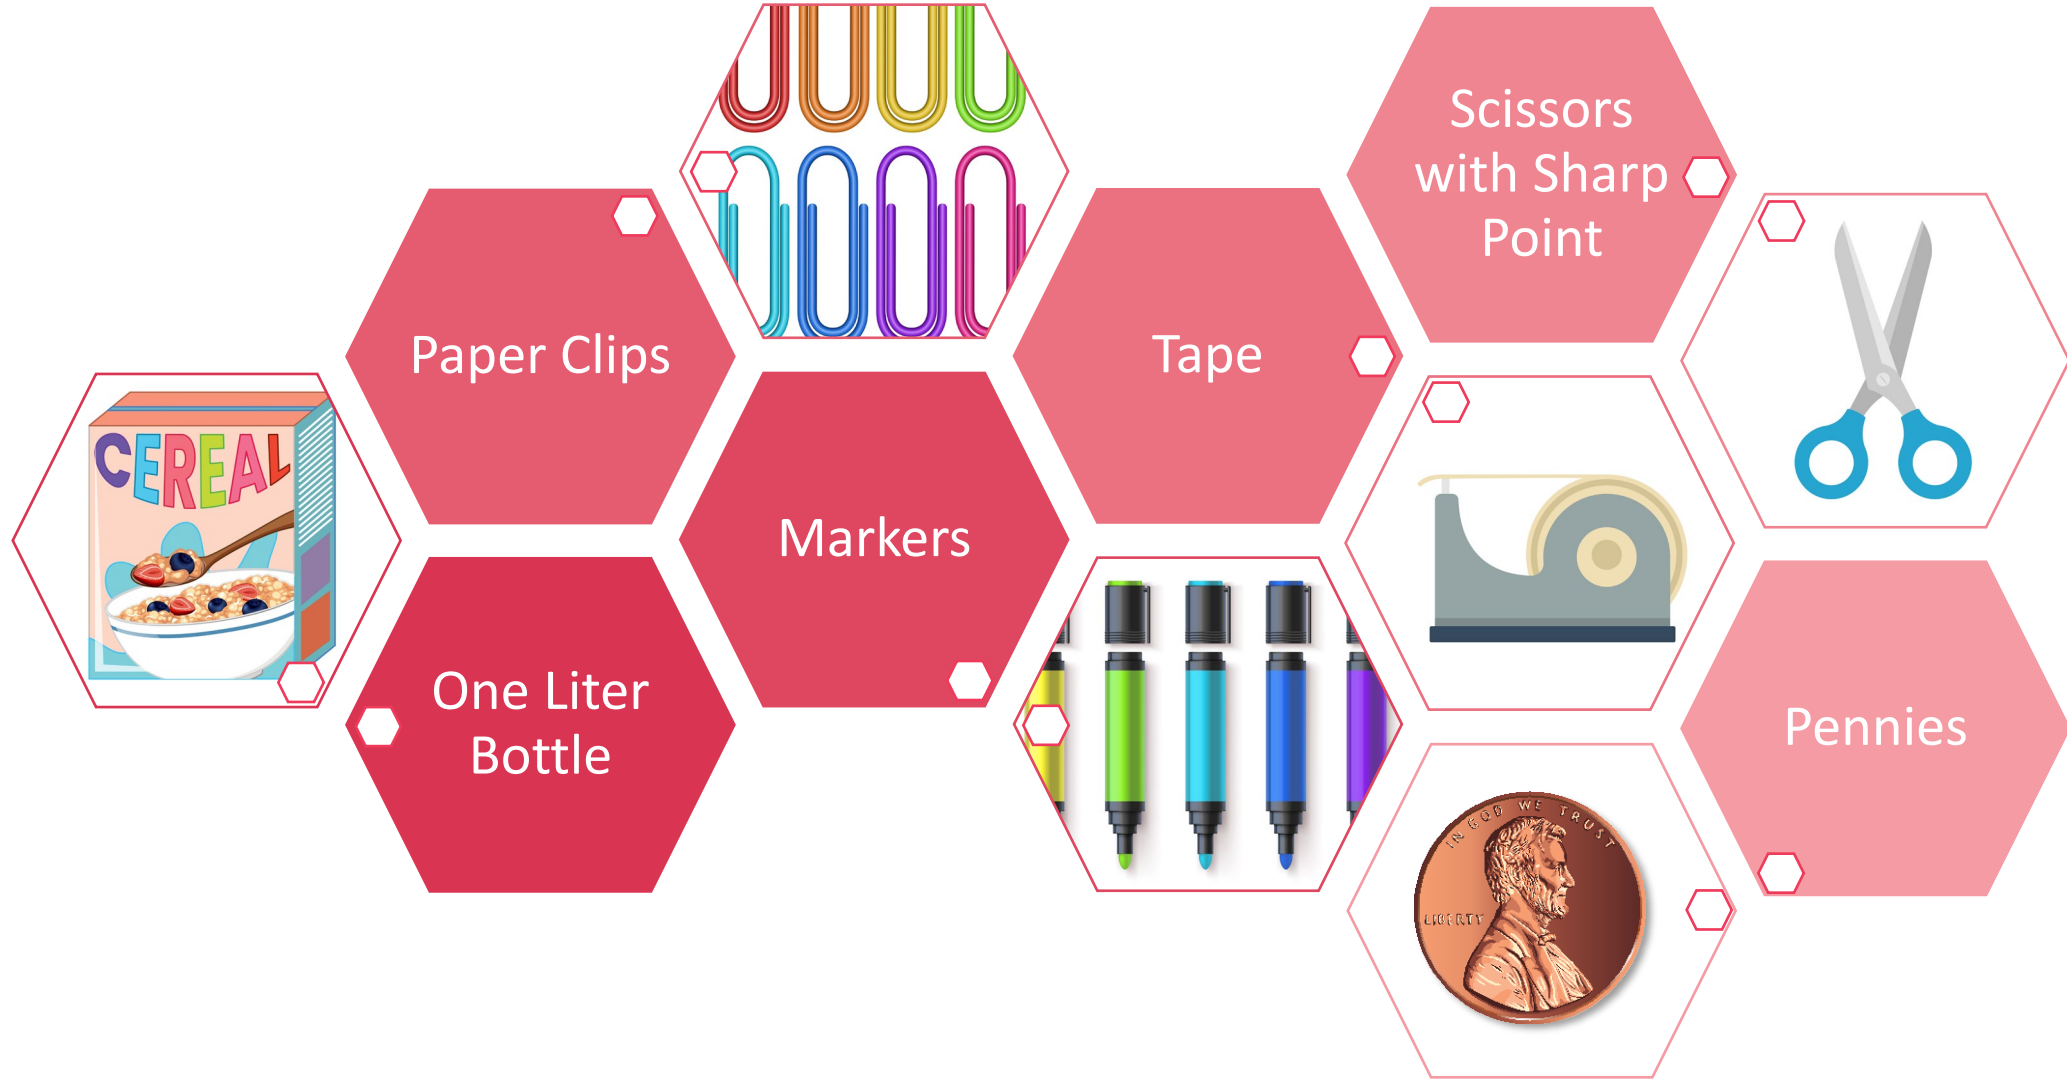 CEREAL
Paper Clips
One Liter
Bottle
Markers
Tape
Scissors
with Sharp
Point
IN GOD WE TRUST
LIBERTY
Pennies